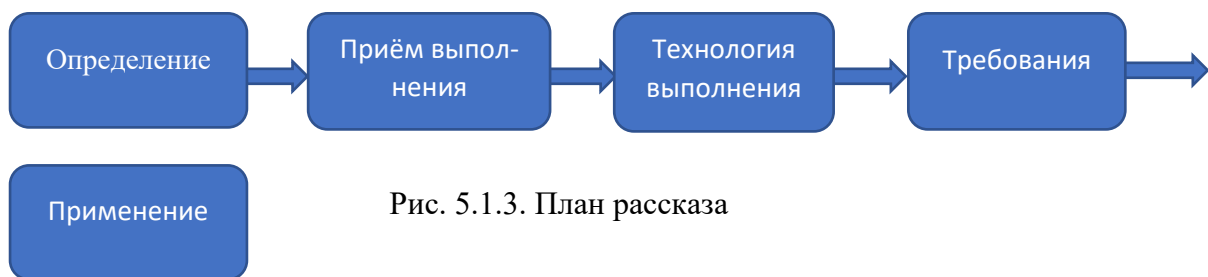 Определение
Приём выпол-
нения
Технология
выполнения
Требования
Применение
Рис. 5.1.3. План рассказа